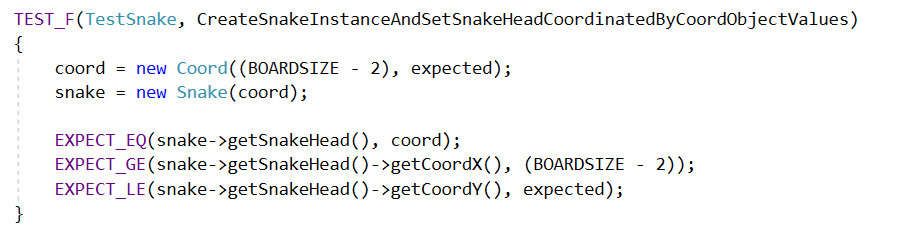 TEST_F(TestSnake, CreateSnakeInstanceAndSetSnakeHeadCoordinatedByCoordObjectValues)
{
    coord = new Coord((BOARDSIZE - 2), expected);
    snake = new Snake(coord);

    EXPECT_EQ(snake->getSnakeHead(), coord);
    EXPECT_GE(snake->getSnakeHead()->getCoordX(), (BOARDSIZE - 2));
    EXPECT_LE(snake->getSnakeHead()->getCoordY(), expected);
}